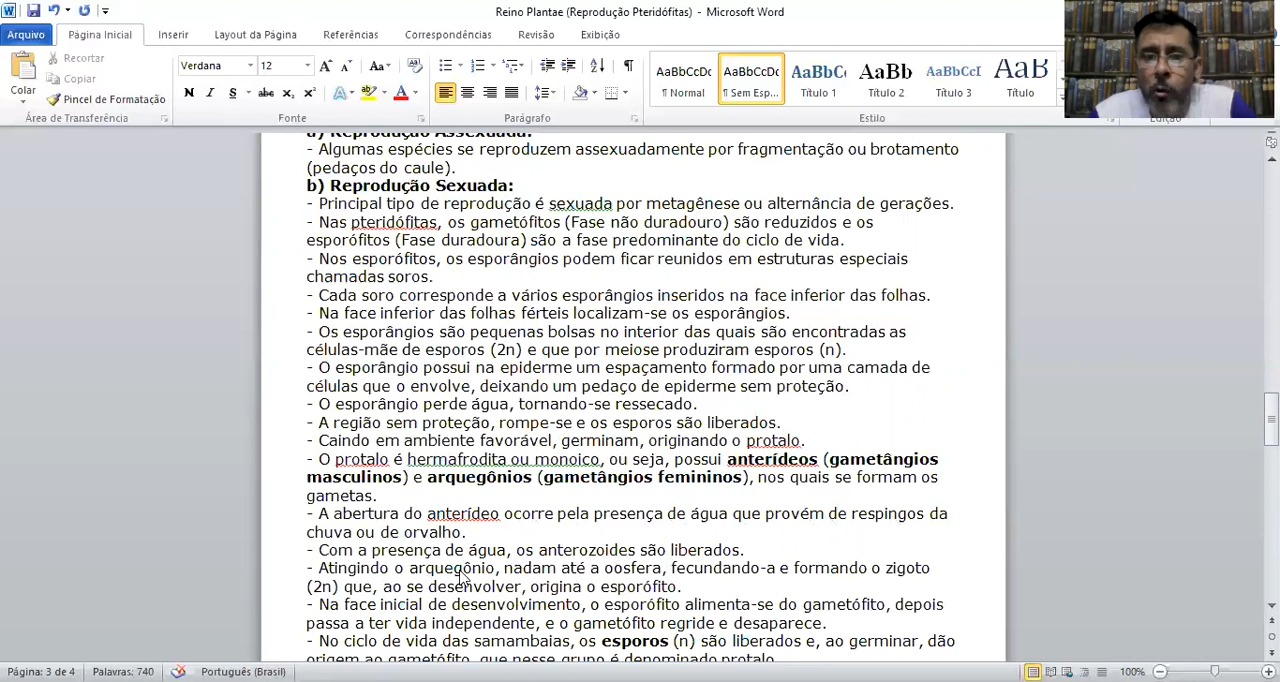 Reino Plantae (Reprodução Pteridófitas) - Microsoft Word
Arquivo Página Inicial Inserir Layout da Página Referências Correspondências Revisão Exibição
Colar
Recortar
Copiar
Pincel de Formatação
Área de Transferência
Verdana 12
N I S abc x₂ x² A ab A
Fonte
Parágrafo
AaBbCcDc AaBbCcDc AaBbC AaBb AaBbCcI AaB
¶ Normal ¶ Sem Esp... Título 1 Título 2 Título 3 Título
Estilo
Edição
a) Reprodução Assexuada:
- Algumas espécies se reproduzem assexuadamente por fragmentação ou brotamento
(pedaços do caule).
b) Reprodução Sexuada:
- Principal tipo de reprodução é sexuada por metagênese ou alternância de gerações.
- Nas pteridófitas, os gametófitos (Fase não duradouro) são reduzidos e os
esporófitos (Fase duradoura) são a fase predominante do ciclo de vida.
- Nos esporófitos, os esporângios podem ficar reunidos em estruturas especiais
chamadas soros.
- Cada soro corresponde a vários esporângios inseridos na face inferior das folhas.
- Na face inferior das folhas férteis localizam-se os esporângios.
- Os esporângios são pequenas bolsas no interior das quais são encontradas as
células-mãe de esporos (2n) e que por meiose produziram esporos (n).
- O esporângio possui na epiderme um espaçamento formado por uma camada de
células que o envolve, deixando um pedaço de epiderme sem proteção.
- O esporângio perde água, tornando-se ressecado.
- A região sem proteção, rompe-se e os esporos são liberados.
- Caindo em ambiente favorável, germinam, originando o protalo.
- O protalo é hermafrodita ou monoico, ou seja, possui anterídeos (gametângios
masculinos) e arquegônios (gametângios femininos), nos quais se formam os
gametas.
- A abertura do anterídeo ocorre pela presença de água que provém de respingos da
chuva ou de orvalho.
- Com a presença de água, os anterozoides são liberados.
- Atingindo o arquegônio, nadam até a oosfera, fecundando-a e formando o zigoto
(2n) que, ao se desenvolver, origina o esporófito.
- Na face inicial de desenvolvimento, o esporófito alimenta-se do gametófito, depois
passa a ter vida independente, e o gametófito regride e desaparece.
- No ciclo de vida das samambaias, os esporos (n) são liberados e, ao germinar, dão
origem ao gametófito, que nesse grupo é denominado protalo.
Página: 3 de 4 Palavras: 740 Português (Brasil) 100%